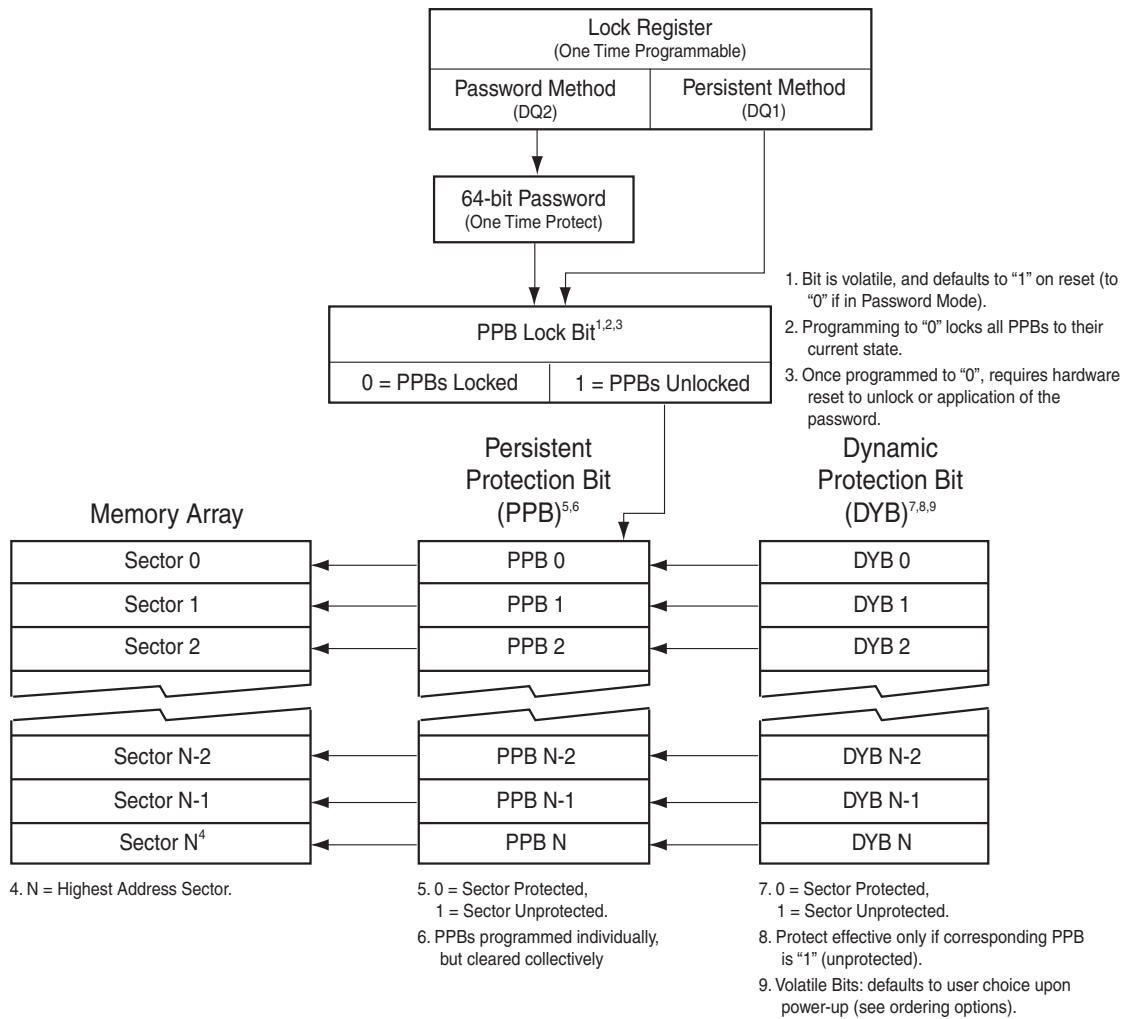 Lock Register
(One Time Programmable)
Password Method
(DQ2)
Persistent Method
(DQ1)
64-bit Password
(One Time Protect)
PPB Lock Bit1,2,3
0 = PPBs Locked
1 = PPBs Unlocked
1. Bit is volatile, and defaults to “1” on reset (to
“0” if in Password Mode).
2. Programming to “0” locks all PPBs to their
current state.
3. Once programmed to “0”, requires hardware
reset to unlock or application of the
password.
Memory Array
Persistent
Protection Bit
(PPB)5,6
Dynamic
Protection Bit
(DYB)7,8,9
Sector 0
PPB 0
DYB 0
Sector 1
PPB 1
DYB 1
Sector 2
PPB 2
DYB 2
Sector N-2
PPB N-2
DYB N-2
Sector N-1
PPB N-1
DYB N-1
Sector N4
PPB N
DYB N
4. N = Highest Address Sector.
5. 0 = Sector Protected,
1 = Sector Unprotected.
6. PPBs programmed individually,
but cleared collectively
7. 0 = Sector Protected,
1 = Sector Unprotected.
8. Protect effective only if corresponding PPB
is “1” (unprotected).
9. Volatile Bits: defaults to user choice upon
power-up (see ordering options).